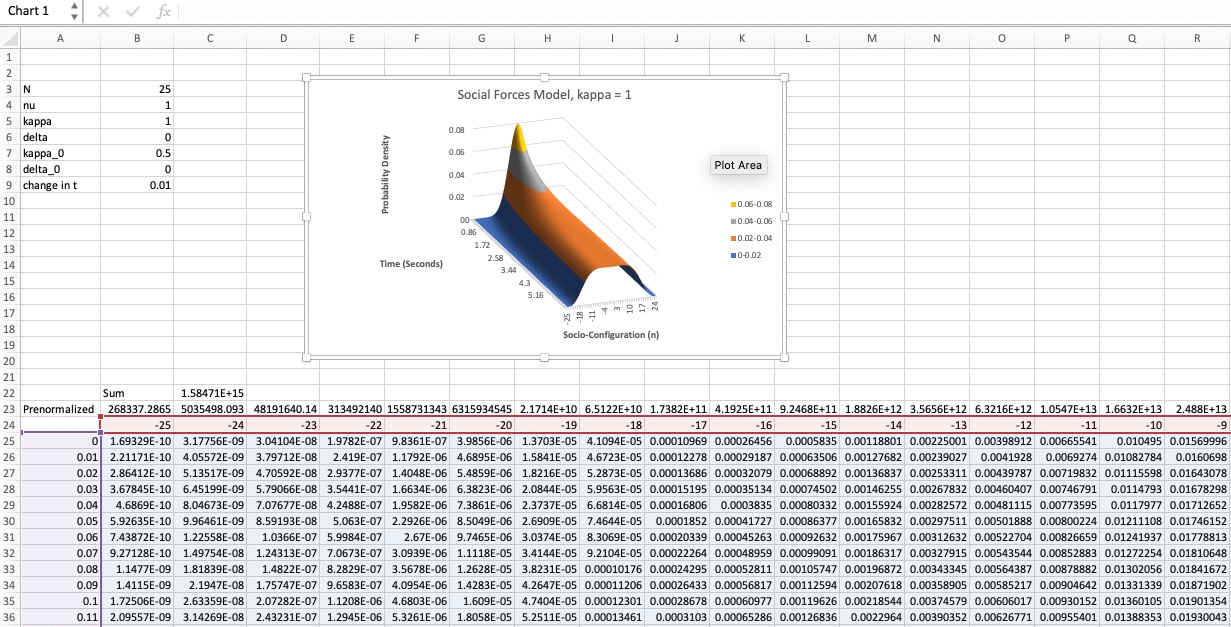 Chart 1 fx
A B C D E F G H I J K L M N O P Q R
1
2
3 N 25
4 nu 1
5 kappa 1
6 delta 0
7 kappa_0 0.5
8 delta_0 0
9 change in t 0.01
10
11
12
13
14
15
16
17
18
19
20
21
Social Forces Model, kappa = 1
Probability Density
0.08
0.06
0.04
0.02
00
0.86
1.72
2.58
3.44
4.3
5.16
Time (Seconds)
-25 -18 -11 -4 3 10 17 24
Socio-Configuration (n)
Plot Area
0.06-0.08
0.04-0.06
0.02-0.04
0-0.02
22 Sum 1.58471E+15
23 Prenormalized 268337.2865 5035498.093 48191640.14 313492140 1558731343 6315934545 2.1714E+10 6.5122E+10 1.7382E+11 4.1925E+11 9.2468E+11 1.8826E+12 3.5656E+12 6.3216E+12 1.0547E+13 1.6632E+13 2.488E+13
24 -25 -24 -23 -22 -21 -20 -19 -18 -17 -16 -15 -14 -13 -12 -11 -10 -9
25 0 1.69329E-10 3.17756E-09 3.04104E-08 1.9782E-07 9.8361E-07 3.9856E-06 1.3703E-05 4.1094E-05 0.00010969 0.00026456 0.0005835 0.00118801 0.00225001 0.00398912 0.00665541 0.010495 0.01569996
26 0.01 2.21171E-10 4.05572E-09 3.79712E-08 2.419E-07 1.1792E-06 4.6895E-06 1.5841E-05 4.6723E-05 0.00012278 0.00029187 0.00063506 0.00127682 0.00239027 0.0041928 0.0069274 0.01082784 0.0160698
27 0.02 2.86412E-10 5.13517E-09 4.70592E-08 2.9377E-07 1.4048E-06 5.4859E-06 1.8216E-05 5.2873E-05 0.00013686 0.00032079 0.00068892 0.00136837 0.00253311 0.00439787 0.00719832 0.01115598 0.01643078
28 0.03 3.67845E-10 6.45199E-09 5.79066E-08 3.5441E-07 1.6634E-06 6.3823E-06 2.0844E-05 5.9563E-05 0.00015195 0.00035134 0.00074502 0.00146255 0.00267832 0.00460407 0.00746791 0.0114793 0.01678298
29 0.04 4.6869E-10 8.04673E-09 7.07677E-08 4.2488E-07 1.9582E-06 7.3861E-06 2.3737E-05 6.6814E-05 0.00016806 0.0003835 0.00080332 0.00155924 0.00282572 0.00481115 0.00773595 0.0117977 0.01712652
30 0.05 5.92635E-10 9.96461E-09 8.59193E-08 5.063E-07 2.2926E-06 8.5049E-06 2.6909E-05 7.4644E-05 0.0001852 0.00041727 0.00086377 0.00165832 0.00297511 0.00501888 0.00800224 0.01211108 0.01746152
31 0.06 7.43872E-10 1.22558E-08 1.0366E-07 5.9984E-07 2.67E-06 9.7465E-06 3.0374E-05 8.3069E-05 0.00020339 0.00045263 0.00092632 0.00175967 0.00312632 0.00522704 0.00826659 0.01241937 0.01778813
32 0.07 9.27128E-10 1.49754E-08 1.24313E-07 7.0673E-07 3.0939E-06 1.1118E-05 3.4144E-05 9.2104E-05 0.00022264 0.00048959 0.00099091 0.00186317 0.00327915 0.00543544 0.00852883 0.01272254 0.01810648
33 0.08 1.1477E-09 1.81839E-08 1.4822E-07 8.2829E-07 3.5678E-06 1.2628E-05 3.8231E-05 0.00010176 0.00024295 0.00052811 0.00105747 0.00196872 0.00343345 0.00564387 0.00878882 0.01302056 0.01841672
34 0.09 1.4115E-09 2.1947E-08 1.75747E-07 9.6583E-07 4.0954E-06 1.4283E-05 4.2647E-05 0.00011206 0.00026433 0.00056817 0.00112594 0.00207618 0.00358905 0.00585217 0.00904642 0.01331339 0.01871902
35 0.1 1.72506E-09 2.63359E-08 2.07282E-07 1.1208E-06 4.6803E-06 1.609E-05 4.7404E-05 0.00012301 0.00028678 0.00060977 0.00119626 0.00218544 0.00374579 0.00606017 0.00930152 0.01360105 0.01901354
36 0.11 2.09557E-09 3.14269E-08 2.43231E-07 1.2945E-06 5.3261E-06 1.8058E-05 5.2511E-05 0.00013461 0.0003103 0.00065286 0.00126836 0.0022964 0.00390352 0.00626771 0.00955401 0.01388353 0.01930043